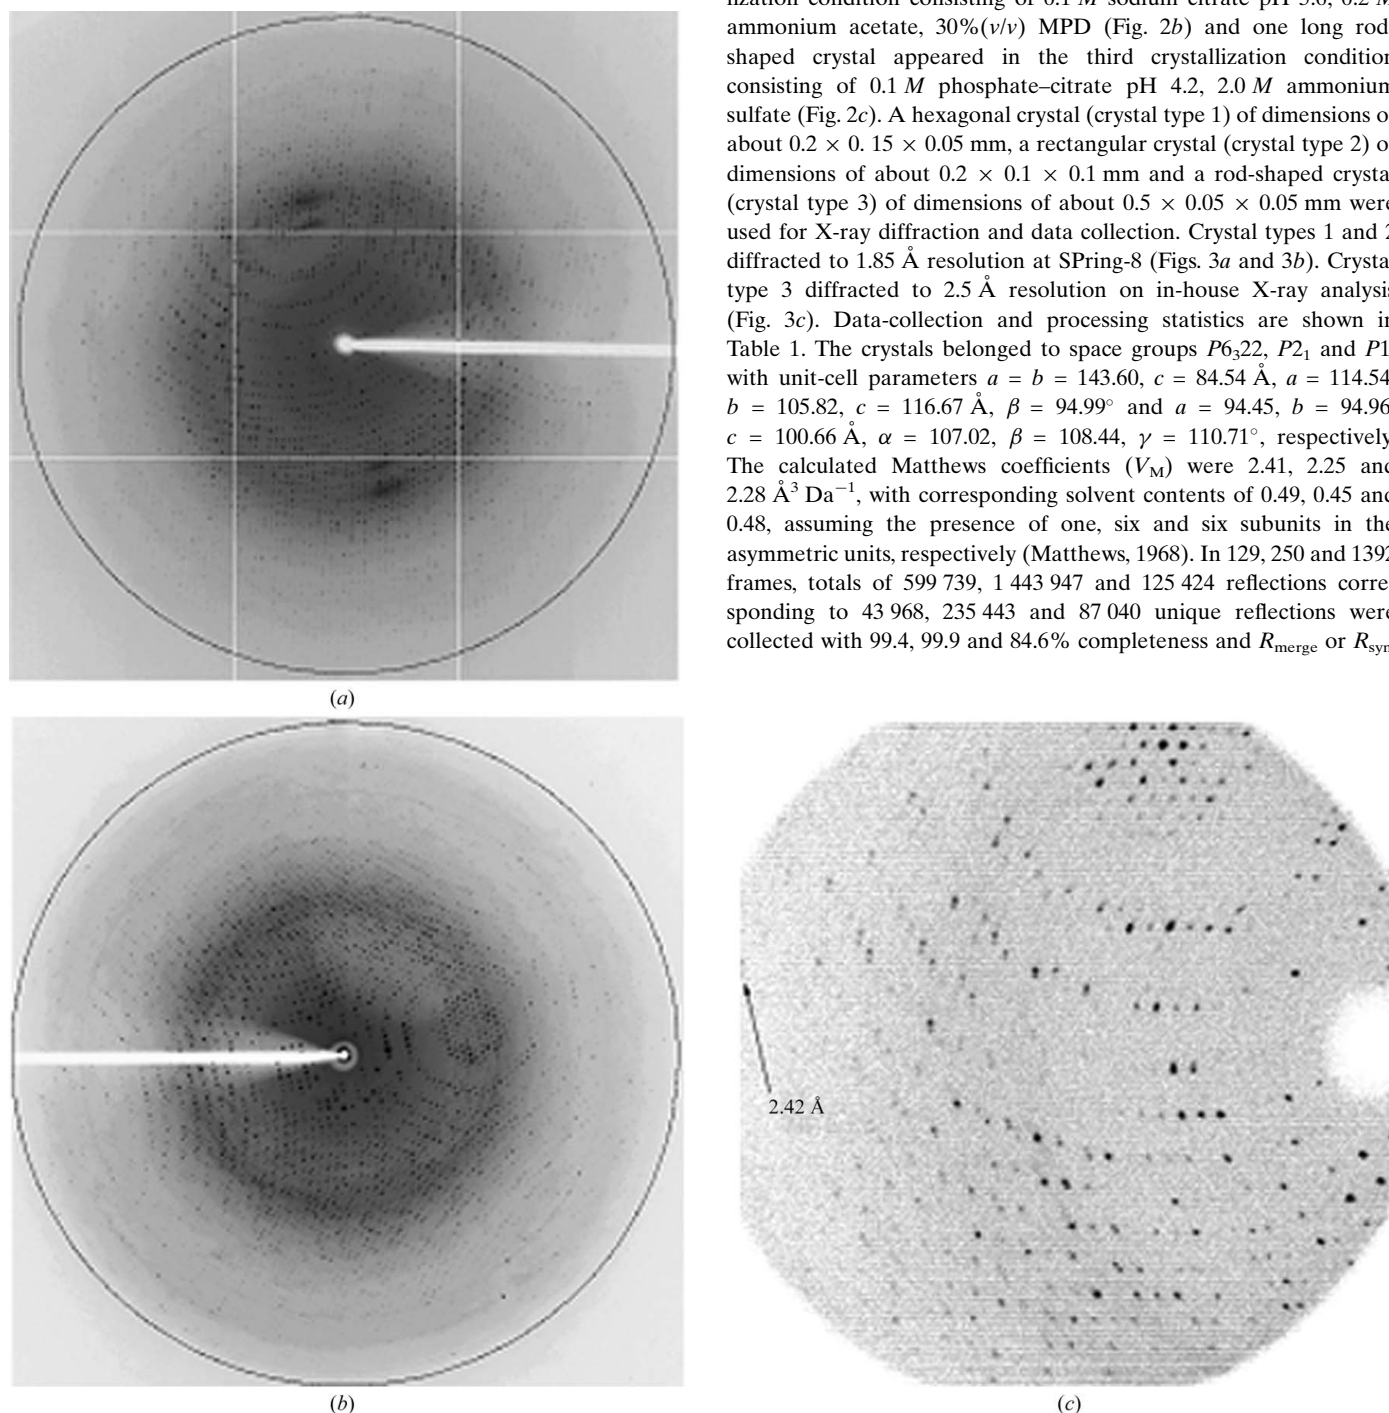 lization condition consisting of 0.1 M sodium citrate pH 5.6, 0.2 M
ammonium acetate, 30%(v/v) MPD (Fig. 2b) and one long rod
shaped crystal appeared in the third crystallization condition
consisting of 0.1 M phosphate–citrate pH 4.2, 2.0 M ammonium
sulfate (Fig. 2c). A hexagonal crystal (crystal type 1) of dimensions o
about 0.2 × 0. 15 × 0.05 mm, a rectangular crystal (crystal type 2) o
dimensions of about 0.2 × 0.1 × 0.1 mm and a rod-shaped crysta
(crystal type 3) of dimensions of about 0.5 × 0.05 × 0.05 mm were
used for X-ray diffraction and data collection. Crystal types 1 and 2
diffracted to 1.85 Å resolution at SPring-8 (Figs. 3a and 3b). Crysta
type 3 diffracted to 2.5 Å resolution on in-house X-ray analysis
(Fig. 3c). Data-collection and processing statistics are shown in
Table 1. The crystals belonged to space groups P6₃22, P2₁ and P1
with unit-cell parameters a = b = 143.60, c = 84.54 Å, a = 114.54
b = 105.82, c = 116.67 Å, β = 94.99° and a = 94.45, b = 94.96
c = 100.66 Å, α = 107.02, β = 108.44, γ = 110.71°, respectively
The calculated Matthews coefficients (V_M) were 2.41, 2.25 and
2.28 Å³ Da⁻¹, with corresponding solvent contents of 0.49, 0.45 and
0.48, assuming the presence of one, six and six subunits in the
asymmetric units, respectively (Matthews, 1968). In 129, 250 and 1392
frames, totals of 599 739, 1 443 947 and 125 424 reflections corre
sponding to 43 968, 235 443 and 87 040 unique reflections were
collected with 99.4, 99.9 and 84.6% completeness and R_merge or R_sym
(a)
2.42 Å
(b)
(c)